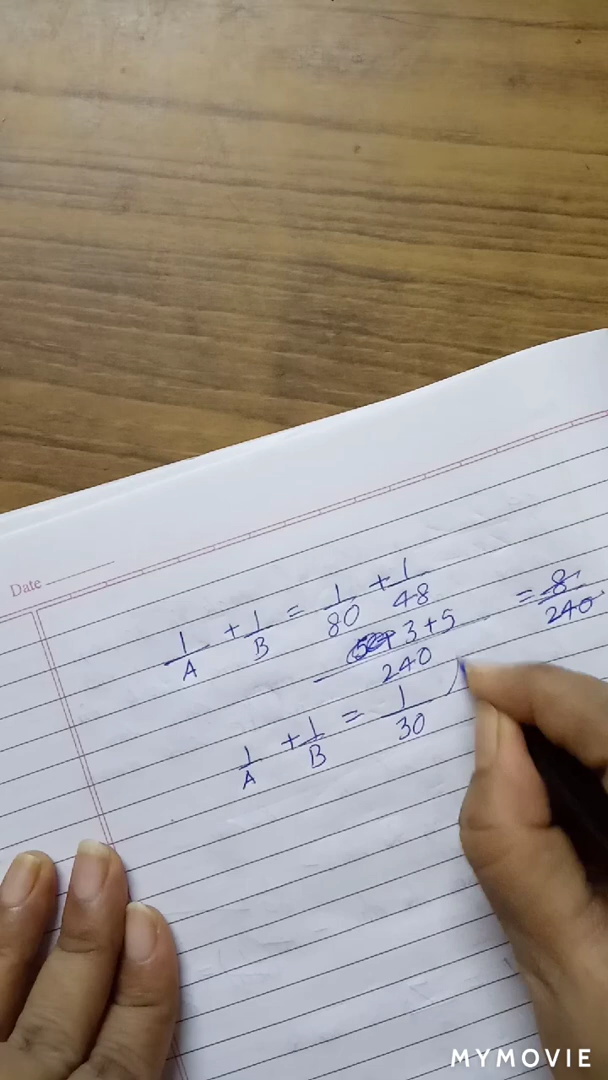 Date
1/A + 1/B = 1/80 + 1/48
3+5/240 = 8/240
1/A + 1/B = 1/30
MYMOVIE